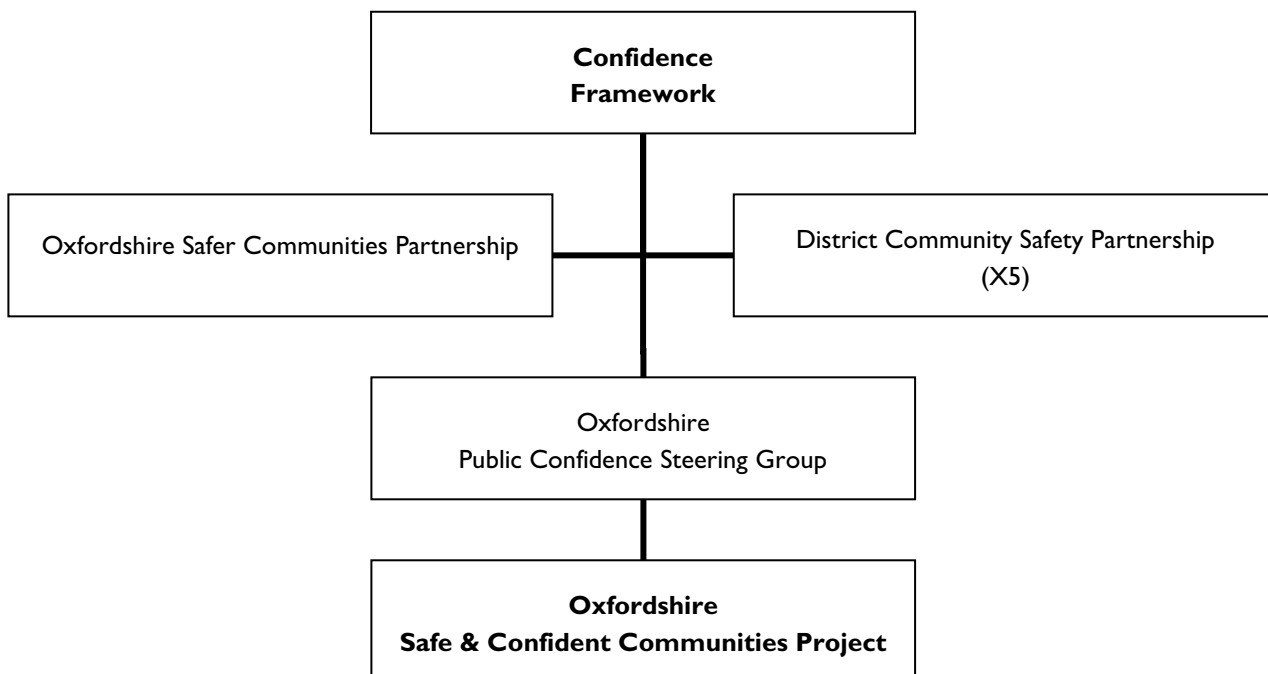 Confidence
Framework
Oxfordshire Safer Communities Partnership
District Community Safety Partnership
(X5)
Oxfordshire
Public Confidence Steering Group
Oxfordshire
Safe & Confident Communities Project